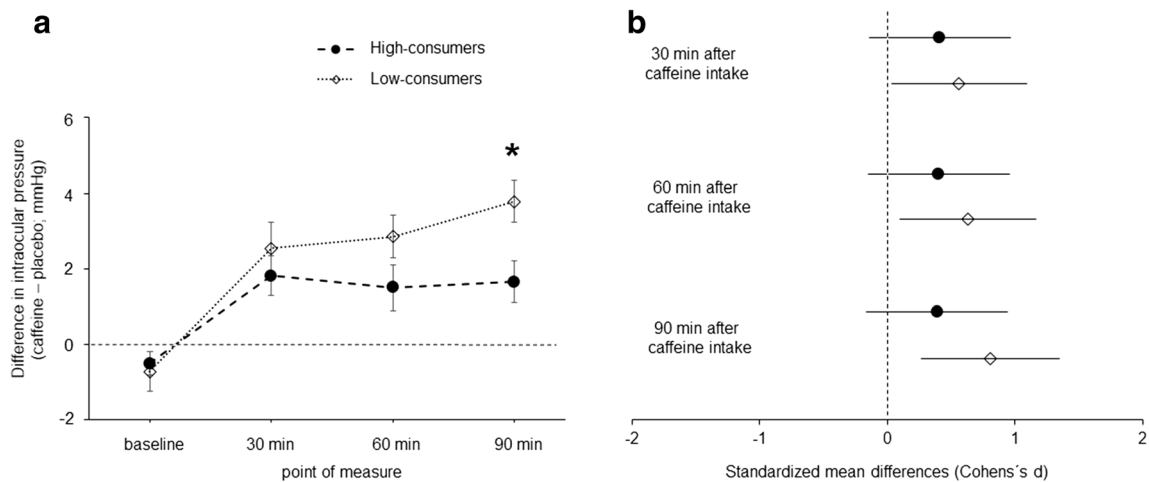 a
High-consumers
Low-consumers
Difference in intraocular pressure
(caffeine – placebo; mmHg)
6
4
2
0
-2
*
baseline
30 min
60 min
90 min
point of measure
b
30 min after
caffeine intake
60 min after
caffeine intake
90 min after
caffeine intake
-2
-1
0
1
2
Standardized mean differences (Cohens´s d)